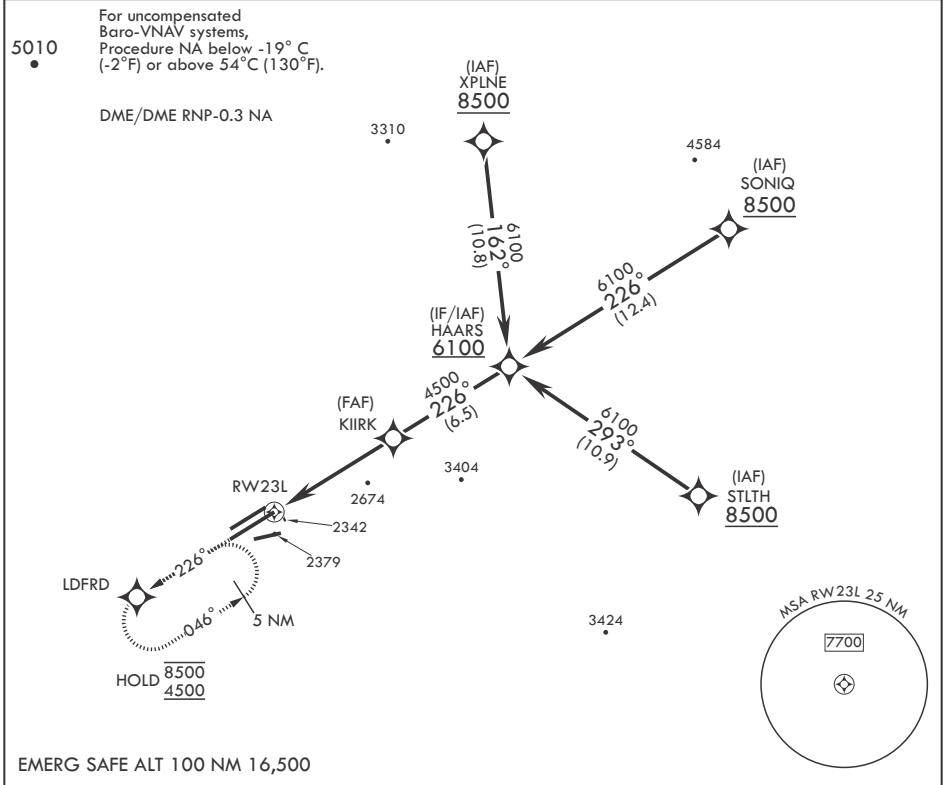 For uncompensated
Baro-VNAV systems,
Procedure NA below -19° C
(-2°F) or above 54°C (130°F).
5010
DME/DME RNP-0.3 NA
3310
(IAF)
XPLNE
8500
4584
(IAF)
SONIQ
8500
6100
162°
(10.8)
6100
226°
(12.4)
(IF/IAF)
HAARS
6100
4500
226°
(6.5)
(FAF)
KIIRK
6100
293°
(10.9)
(IAF)
STLTH
8500
3404
2674
RW23L
2342
2379
226°
LDFRD
046°
5 NM
HOLD 8500
4500
3424
MSA RW23L 25 NM
7700
EMERG SAFE ALT 100 NM 16,500